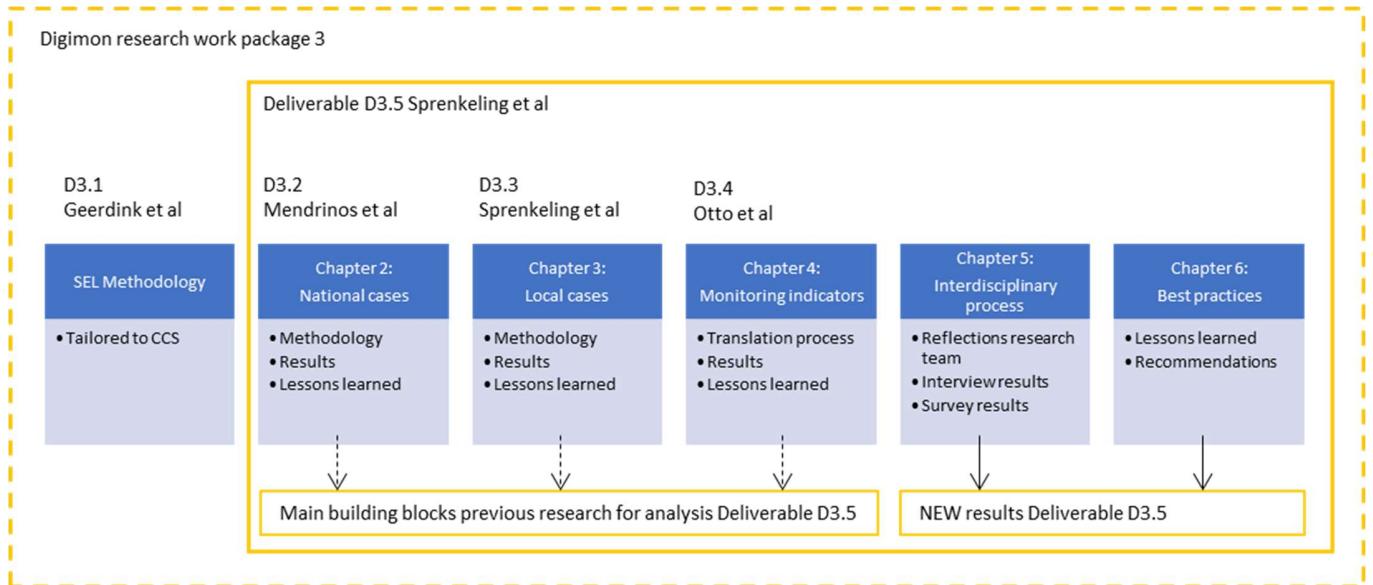 Digimon research work package 3
Deliverable D3.5 Sprenkeling et al
D3.1
Geerdink et al
D3.2
Mendrinos et al
D3.3
Sprenkeling et al
D3.4
Otto et al
SEL Methodology
• Tailored to CCS
Chapter 2:
National cases
• Methodology
• Results
• Lessons learned
Chapter 3:
Local cases
• Methodology
• Results
• Lessons learned
Chapter 4:
Monitoring indicators
• Translation process
• Results
• Lessons learned
Chapter 5:
Interdisciplinary
process
• Reflections research
team
• Interview results
• Survey results
Chapter 6:
Best practices
• Lessons learned
• Recommendations
Main building blocks previous research for analysis Deliverable D3.5
NEW results Deliverable D3.5